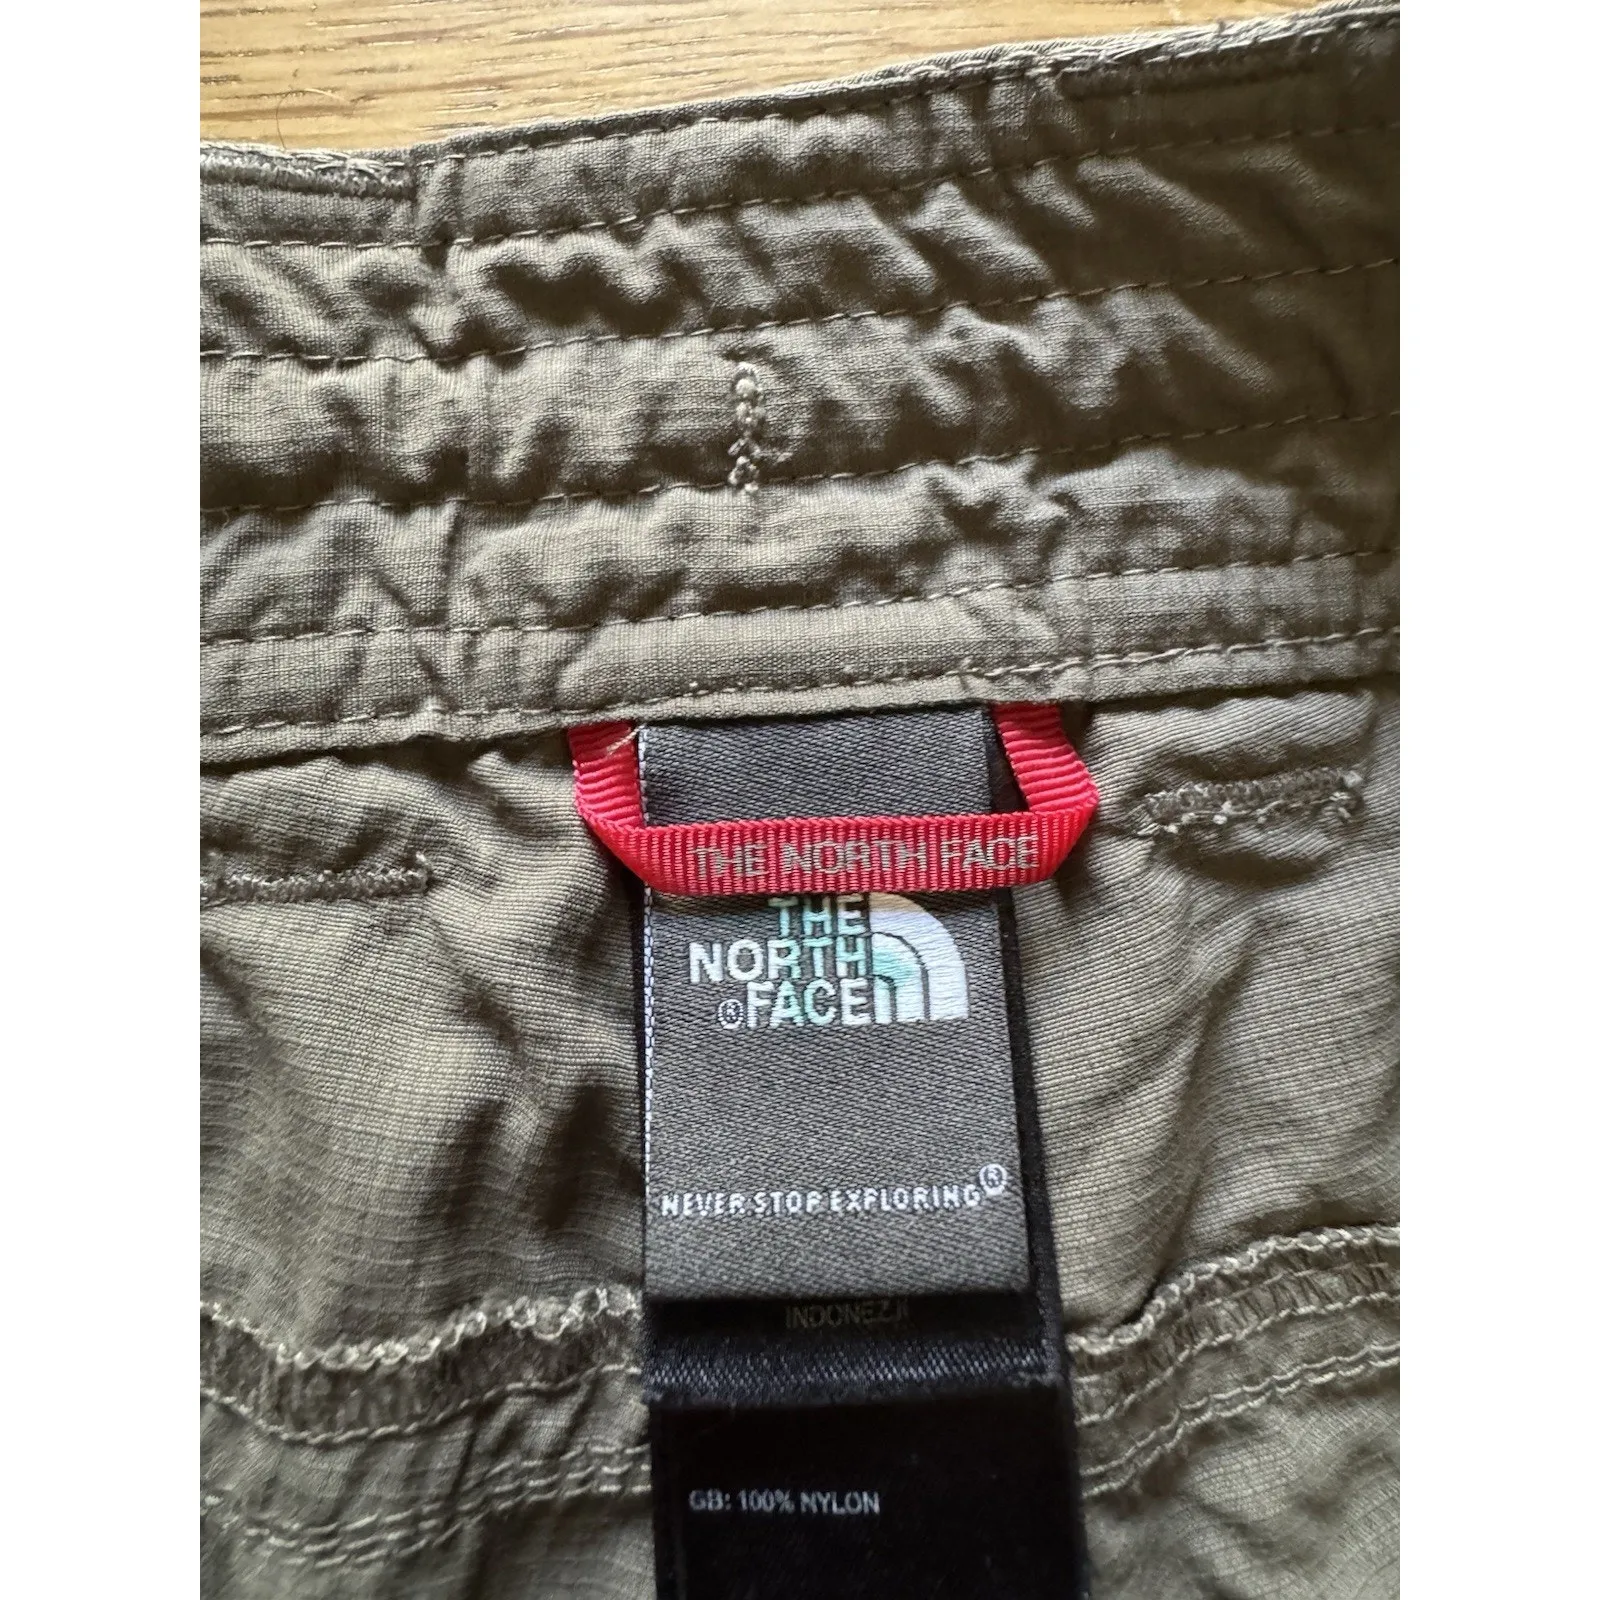 THE NORTH FACE
THE
NORTH
®FACE
NEVER STOP EXPLORING®
INDONEZJI
GB: 100% NYLON